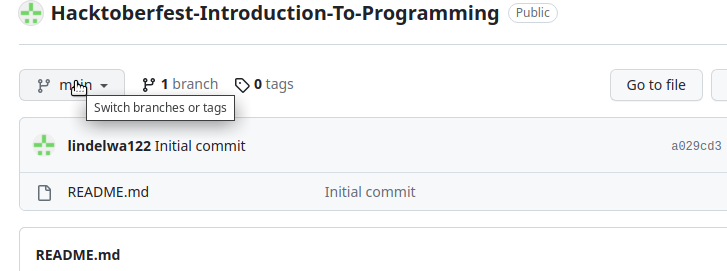 Hacktoberfest-Introduction-To-Programming Public
main 1 branch 0 tags Go to file
Switch branches or tags
lindelwa122 Initial commit a029cd3
README.md Initial commit
README.md